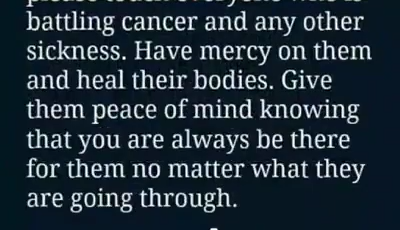 battling cancer and any other
sickness. Have mercy on them
and heal their bodies. Give
them peace of mind knowing
that you are always be there
for them no matter what they
are going through.